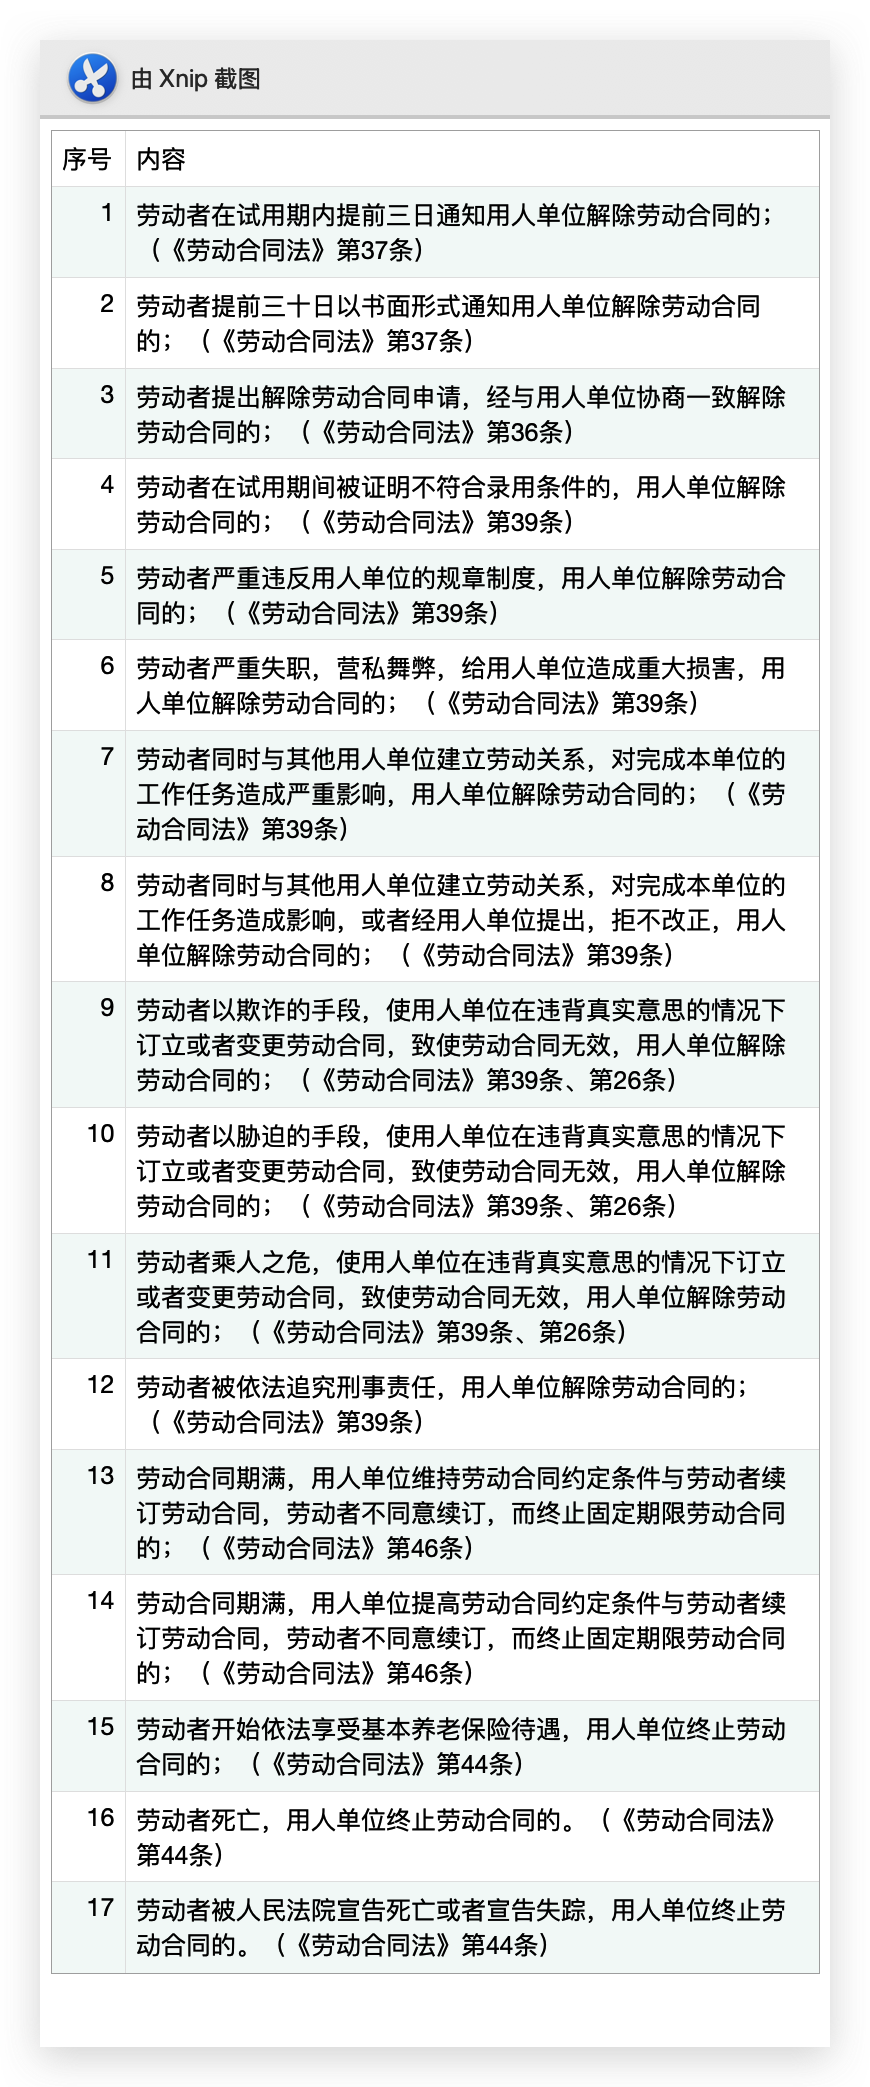 由 Xnip 截图
序号 内容
1 劳动者在试用期内提前三日通知用人单位解除劳动合同的；
（《劳动合同法》第37条）
2 劳动者提前三十日以书面形式通知用人单位解除劳动合同
的；（《劳动合同法》第37条）
3 劳动者提出解除劳动合同申请，经与用人单位协商一致解除
劳动合同的；（《劳动合同法》第36条）
4 劳动者在试用期间被证明不符合录用条件的，用人单位解除
劳动合同的；（《劳动合同法》第39条）
5 劳动者严重违反用人单位的规章制度，用人单位解除劳动合
同的；（《劳动合同法》第39条）
6 劳动者严重失职，营私舞弊，给用人单位造成重大损害，用
人单位解除劳动合同的；（《劳动合同法》第39条）
7 劳动者同时与其他用人单位建立劳动关系，对完成本单位的
工作任务造成严重影响，用人单位解除劳动合同的；（《劳
动合同法》第39条）
8 劳动者同时与其他用人单位建立劳动关系，对完成本单位的
工作任务造成影响，或者经用人单位提出，拒不改正，用人
单位解除劳动合同的；（《劳动合同法》第39条）
9 劳动者以欺诈的手段，使用人单位在违背真实意思的情况下
订立或者变更劳动合同，致使劳动合同无效，用人单位解除
劳动合同的；（《劳动合同法》第39条、第26条）
10 劳动者以胁迫的手段，使用人单位在违背真实意思的情况下
订立或者变更劳动合同，致使劳动合同无效，用人单位解除
劳动合同的；（《劳动合同法》第39条、第26条）
11 劳动者乘人之危，使用人单位在违背真实意思的情况下订立
或者变更劳动合同，致使劳动合同无效，用人单位解除劳动
合同的；（《劳动合同法》第39条、第26条）
12 劳动者被依法追究刑事责任，用人单位解除劳动合同的；
（《劳动合同法》第39条）
13 劳动合同期满，用人单位维持劳动合同约定条件与劳动者续
订劳动合同，劳动者不同意续订，而终止固定期限劳动合同
的；（《劳动合同法》第46条）
14 劳动合同期满，用人单位提高劳动合同约定条件与劳动者续
订劳动合同，劳动者不同意续订，而终止固定期限劳动合同
的；（《劳动合同法》第46条）
15 劳动者开始依法享受基本养老保险待遇，用人单位终止劳动
合同的；（《劳动合同法》第44条）
16 劳动者死亡，用人单位终止劳动合同的。（《劳动合同法》
第44条）
17 劳动者被人民法院宣告死亡或者宣告失踪，用人单位终止劳
动合同的。（《劳动合同法》第44条）